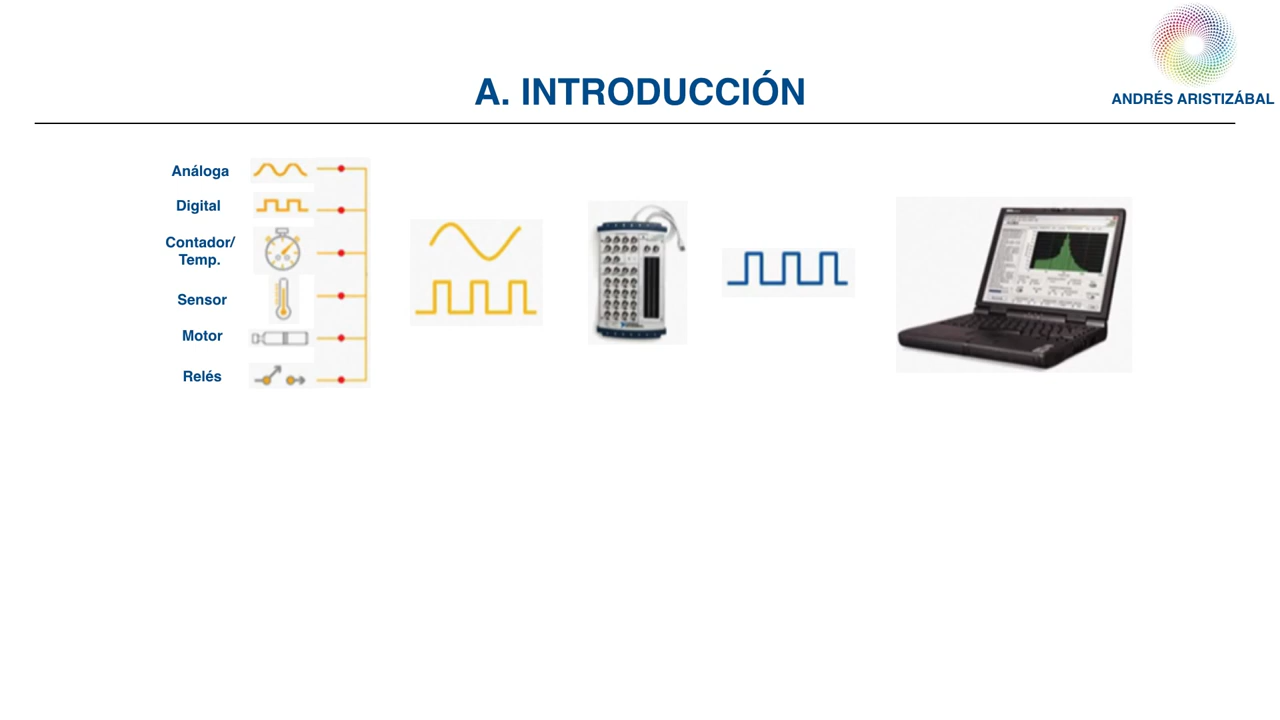 ANDRÉS ARISTIZÁBAL
A. INTRODUCCIÓN
Análoga
Digital
Contador/
Temp.
Sensor
Motor
Relés